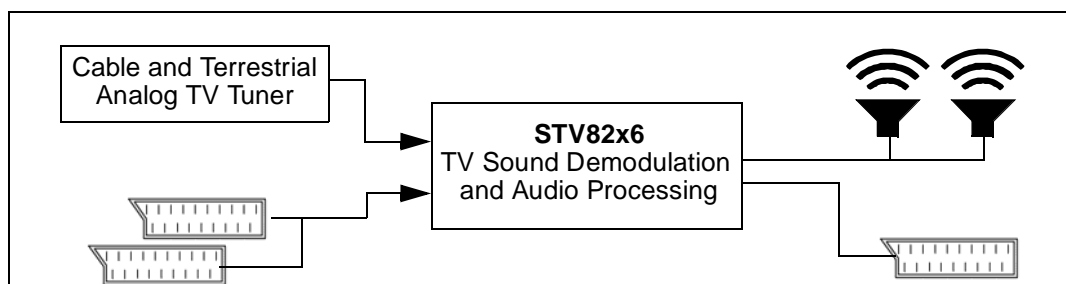 Cable and Terrestrial
Analog TV Tuner
STV82x6
TV Sound Demodulation
and Audio Processing